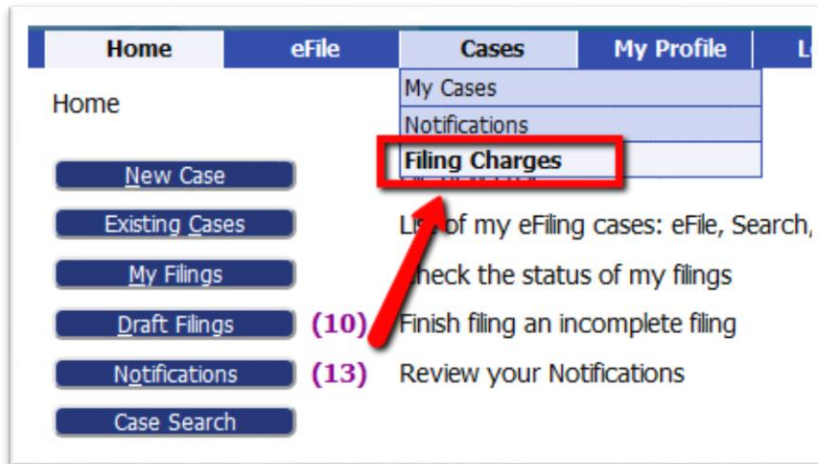 Home eFile Cases My Profile
Home
My Cases
Notifications
Filing Charges
New Case
Existing Cases List of my eFiling cases: eFile, Search,
My Filings Check the status of my filings
Draft Filings (10) Finish filing an incomplete filing
Notifications (13) Review your Notifications
Case Search